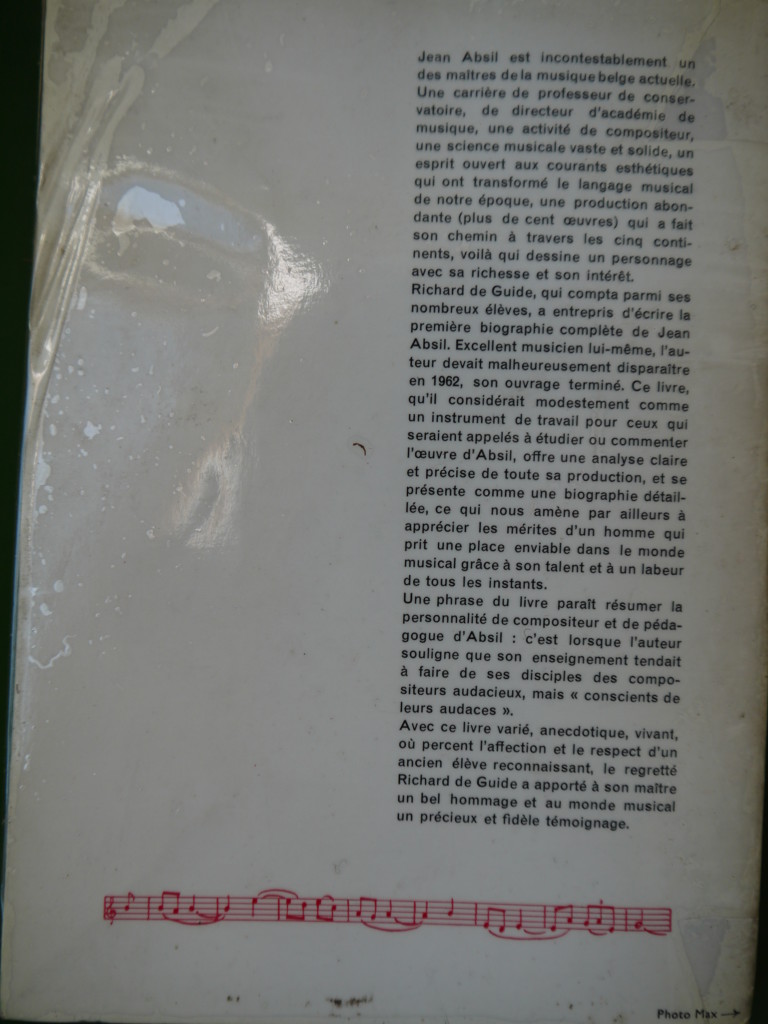 Jean Absil est incontestablement un
des maîtres de la musique belge actuelle.
Une carrière de professeur de conser-
vatoire, de directeur d'académie de
musique, une activité de compositeur,
une science musicale vaste et solide, un
esprit ouvert aux courants esthétiques
qui ont transformé le langage musical
de notre époque, une production abon-
dante (plus de cent œuvres) qui a fait
son chemin à travers les cinq conti-
nents, voilà qui dessine un personnage
avec sa richesse et son intérêt.
Richard de Guide, qui compta parmi ses
nombreux élèves, a entrepris d'écrire la
première biographie complète de Jean
Absil. Excellent musicien lui-même, l'au-
teur devait malheureusement disparaître
en 1962, son ouvrage terminé. Ce livre,
qu'il considérait modestement comme
un instrument de travail pour ceux qui
seraient appelés à étudier ou commenter
l'œuvre d'Absil, offre une analyse claire
et précise de toute sa production, et se
présente comme une biographie détail-
lée, ce qui nous amène par ailleurs à
apprécier les mérites d'un homme qui
prit une place enviable dans le monde
musical grâce à son talent et à un labeur
de tous les instants.
Une phrase du livre paraît résumer la
personnalité de compositeur et de péda-
gogue d'Absil : c'est lorsque l'auteur
souligne que son enseignement tendait
à faire de ses disciples des compo-
siteurs audacieux, mais « conscients de
leurs audaces ».
Avec ce livre varié, anecdotique, vivant,
où percent l'affection et le respect d'un
ancien élève reconnaissant, le regretté
Richard de Guide a apporté à son maître
un bel hommage et au monde musical
un précieux et fidèle témoignage.
Photo Max →